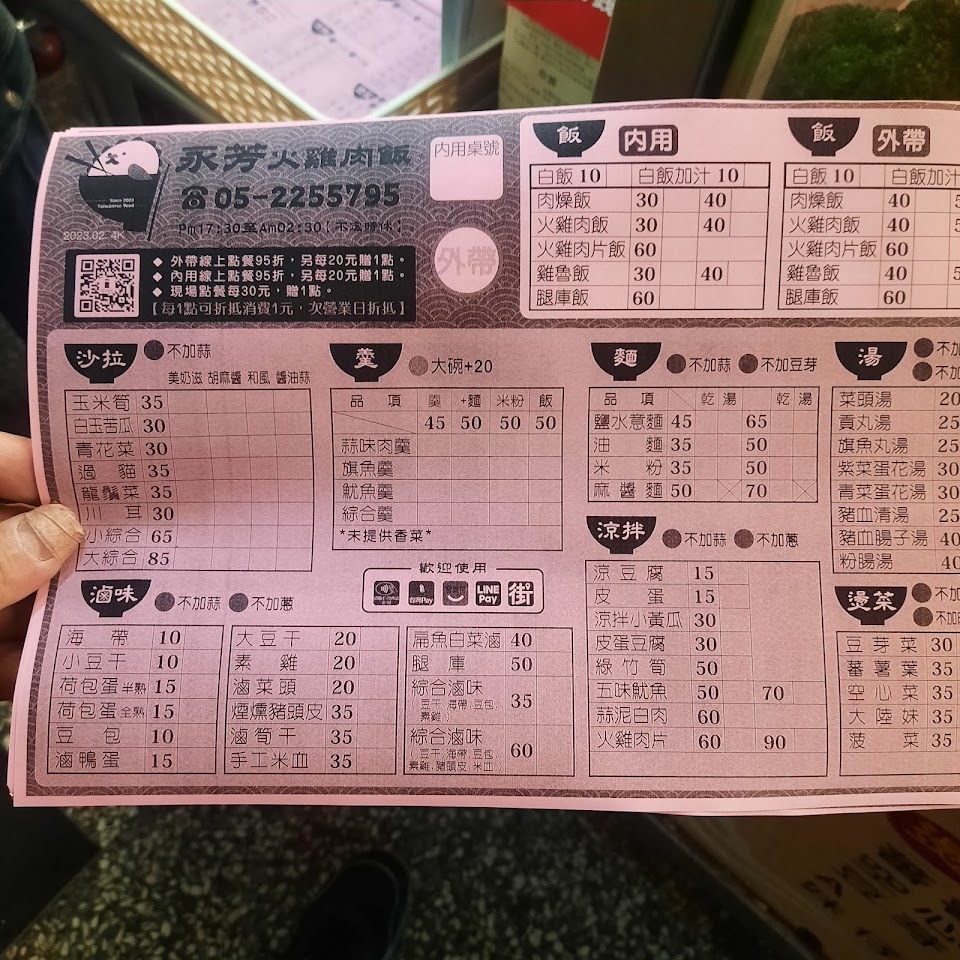 永芳火雞肉飯
☎05-2255795
Pm17:30至Am02:30【不定時休】
Since 2003
Taiwanese Food
2023.02. 4K
◆ 外帶線上點餐95折，另每20元贈1點。
◆ 內用線上點餐95折，另每20元贈1點。
◆ 現場點餐每30元，贈1點。
【每1點可折抵消費1元，次營業日折抵】
內用桌號
外帶
飯 內用
白飯 10 白飯加汁 10
肉燥飯 30 40
火雞肉飯 30 40
火雞肉片飯 60
雞魯飯 30 40
腿庫飯 60
飯 外帶
白飯 10 白飯加汁
肉燥飯 40
火雞肉飯 40
火雞肉片飯 60
雞魯飯 40
腿庫飯 60
沙拉 不加蒜
美奶滋 胡麻醬 和風 醬油蒜
玉米筍 35
白玉苦瓜 30
青花菜 30
過貓 35
龍鬚菜 35
川耳 30
小綜合 65
大綜合 85
羹 大碗+20
品項 羹 +麵 米粉 飯
45 50 50 50
蒜味肉羹
旗魚羹
魷魚羹
綜合羹
*未提供香菜*
歡迎使用
台灣Pay
LINE Pay
街
麵 不加蒜 不加豆芽
品項 乾 湯 乾 湯
鹽水意麵 45 65
油麵 35 50
米粉 35 50
麻醬麵 50 70
湯
菜頭湯 20
貢丸湯 25
旗魚丸湯 25
紫菜蛋花湯 30
青菜蛋花湯 30
豬血清湯 25
豬血腸子湯 40
粉腸湯 40
滷味 不加蒜 不加蔥
海帶 10
小豆干 10
荷包蛋半熟 15
荷包蛋全熟 15
豆包 10
滷鴨蛋 15
大豆干 20
素雞 20
滷菜頭 20
煙燻豬頭皮 35
滷筍干 35
手工米血 35
扁魚白菜滷 40
腿庫 50
綜合滷味 35
(豆干.海帶.豆包
素雞)
綜合滷味 60
(豆干.海帶.豆包
素雞.豬頭皮.米血)
涼拌 不加蒜 不加蔥
涼豆腐 15
皮蛋 15
涼拌小黃瓜 30
皮蛋豆腐 30
綠竹筍 50
五味魷魚 50 70
蒜泥白肉 60
火雞肉片 60 90
燙菜
豆芽菜 30
蕃薯葉 35
空心菜 35
大陸妹 35
菠菜 35